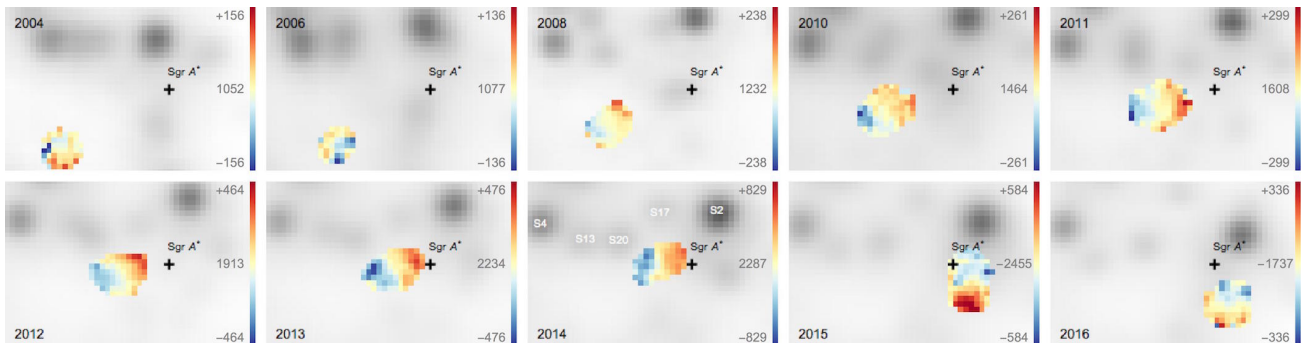 2004
+156
Sgr A*
1052
−156
2006
+136
Sgr A*
1077
−136
2008
+238
Sgr A*
1232
−238
2010
+261
Sgr A*
1464
−261
2011
+299
Sgr A*
1608
−299
+464
Sgr A*
1913
2012
−464
+476
Sgr A*
2234
2013
−476
+829
S4
S13
S20
S17
S2
Sgr A*
2287
2014
−829
+584
Sgr A*
−2455
2015
−584
+336
Sgr A*
−1737
2016
−336